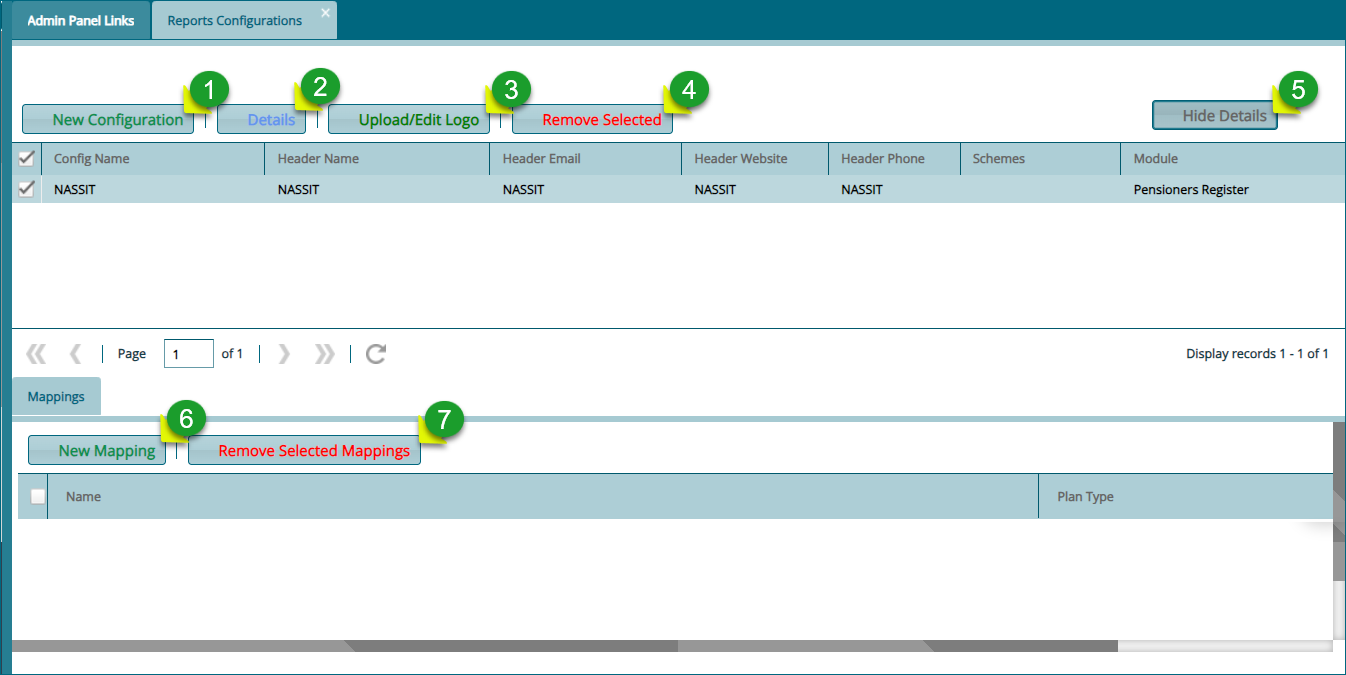 Admin Panel Links Reports Configurations
1 2 3 4 5
New Configuration Details Upload/Edit Logo Remove Selected Hide Details
Config Name Header Name Header Email Header Website Header Phone Schemes Module
NASSIT NASSIT NASSIT NASSIT NASSIT Pensioners Register
Page 1 of 1 Display records 1 - 1 of 1
Mappings
6 7
New Mapping Remove Selected Mappings
Name Plan Type